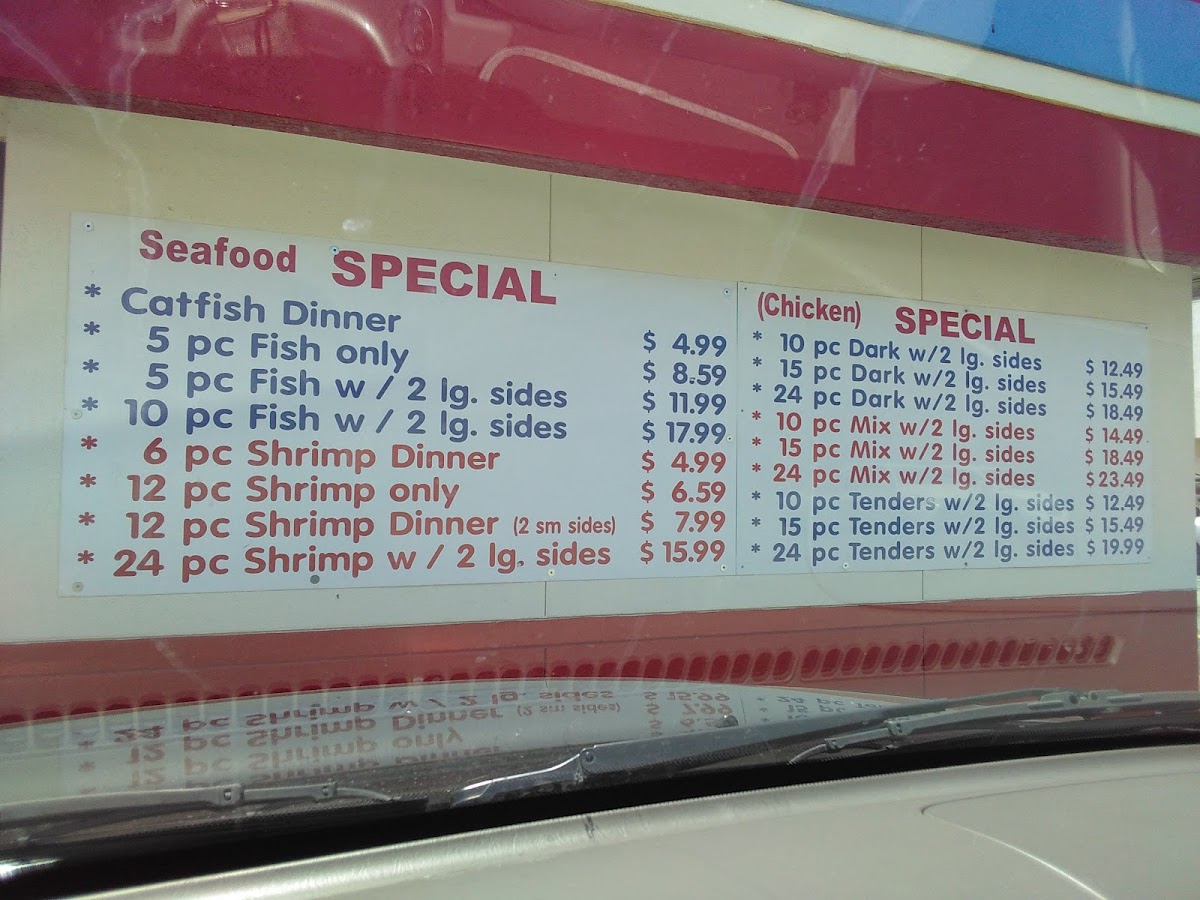 Seafood SPECIAL
* Catfish Dinner $ 4.99
* 5 pc Fish only $ 8.59
* 5 pc Fish w / 2 lg. sides $ 11.99
* 10 pc Fish w / 2 lg. sides $ 17.99
* 6 pc Shrimp Dinner $ 4.99
* 12 pc Shrimp only $ 6.59
* 12 pc Shrimp Dinner (2 sm sides) $ 7.99
* 24 pc Shrimp w / 2 lg. sides $ 15.99
(Chicken) SPECIAL
* 10 pc Dark w/2 lg. sides $ 12.49
* 15 pc Dark w/2 lg. sides $ 15.49
* 24 pc Dark w/2 lg. sides $ 18.49
* 10 pc Mix w/2 lg. sides $ 14.49
* 15 pc Mix w/2 lg. sides $ 18.49
* 24 pc Mix w/2 lg. sides $ 23.49
* 10 pc Tenders w/2 lg. sides $ 12.49
* 15 pc Tenders w/2 lg. sides $ 15.49
* 24 pc Tenders w/2 lg. sides $ 19.99